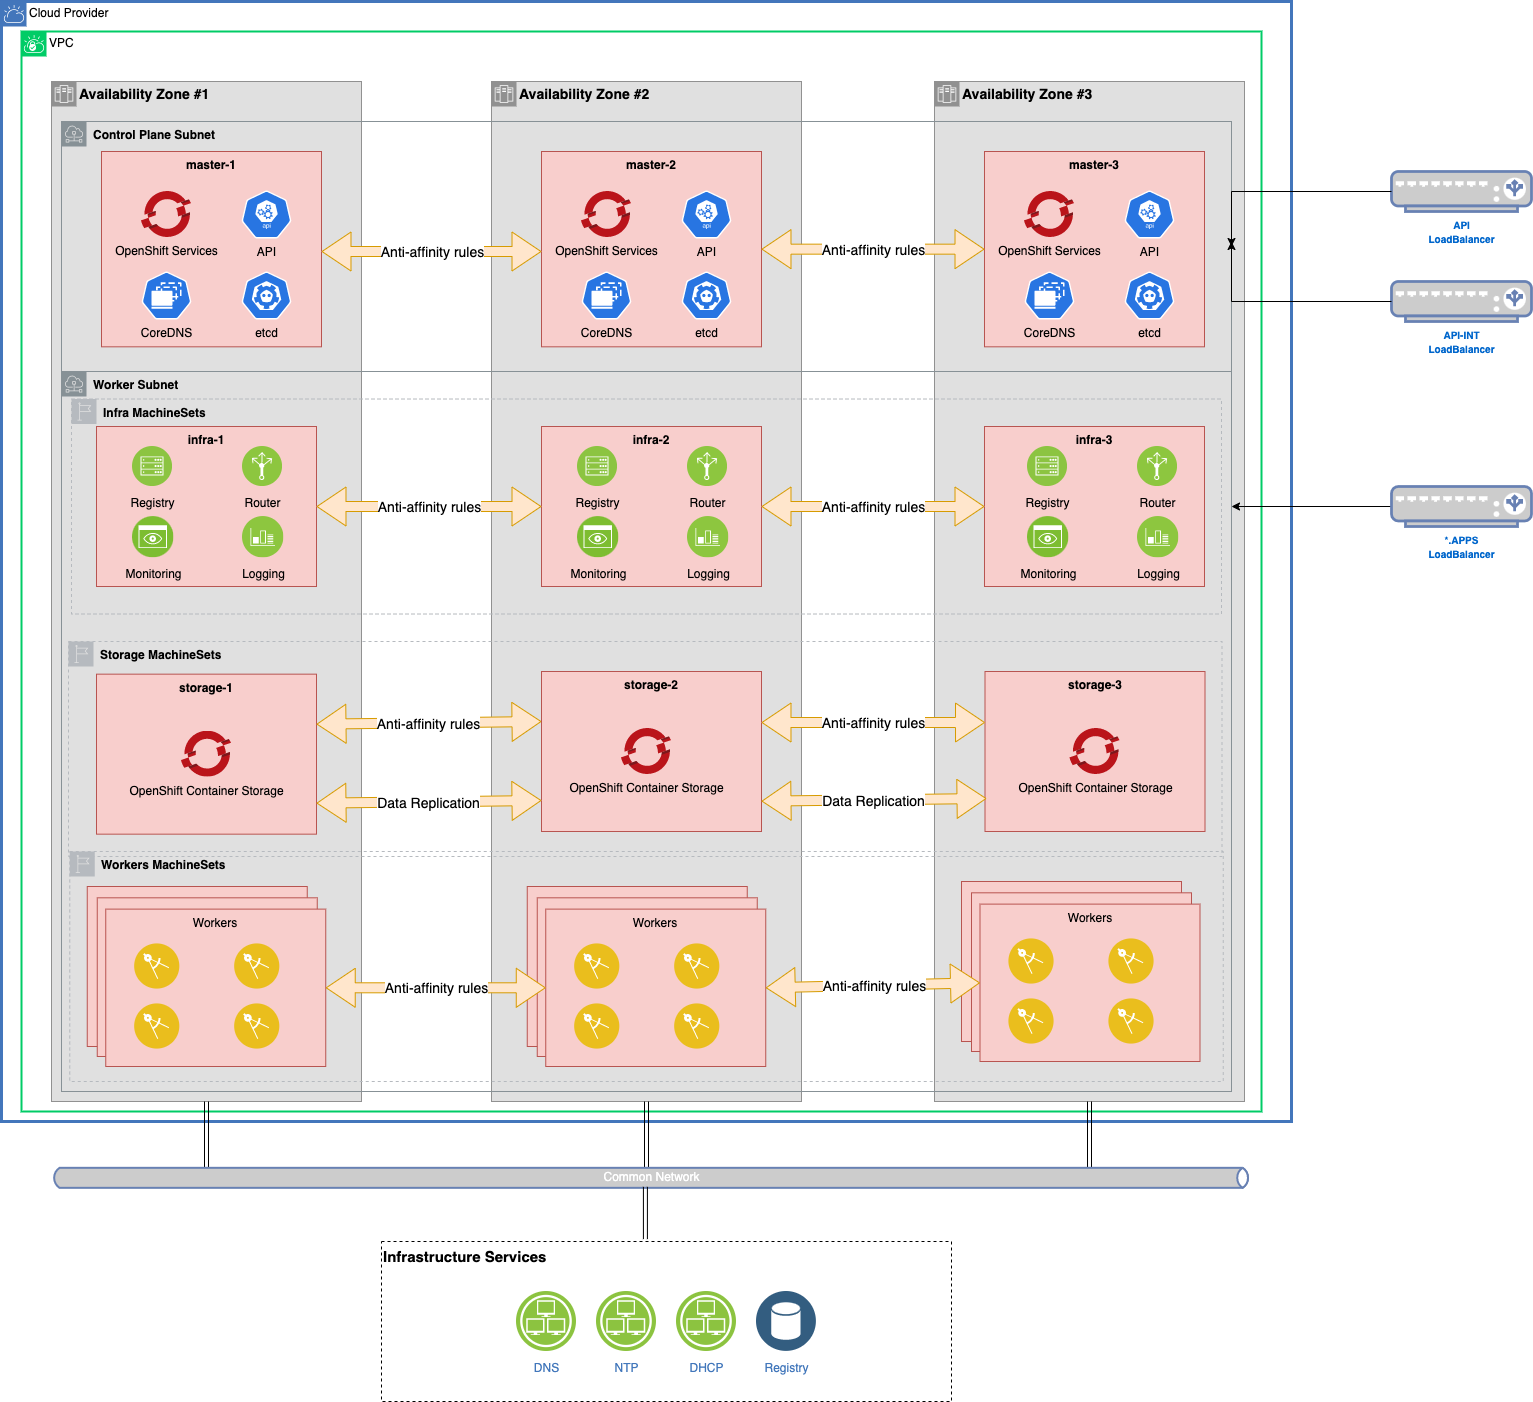 Cloud Provider
VPC
Availability Zone #1
Availability Zone #2
Availability Zone #3
Control Plane Subnet
master-1
OpenShift Services
API
api
CoreDNS
etcd
Anti-affinity rules
master-2
OpenShift Services
API
api
CoreDNS
etcd
Anti-affinity rules
master-3
OpenShift Services
API
api
CoreDNS
etcd
API
LoadBalancer
API-INT
LoadBalancer
Worker Subnet
Infra MachineSets
infra-1
Registry
Router
Monitoring
Logging
Anti-affinity rules
infra-2
Registry
Router
Monitoring
Logging
Anti-affinity rules
infra-3
Registry
Router
Monitoring
Logging
*.APPS
LoadBalancer
Storage MachineSets
storage-1
OpenShift Container Storage
Anti-affinity rules
Data Replication
storage-2
OpenShift Container Storage
Anti-affinity rules
Data Replication
storage-3
OpenShift Container Storage
Workers MachineSets
Workers
Anti-affinity rules
Workers
Anti-affinity rules
Workers
Common Network
Infrastructure Services
DNS
NTP
DHCP
Registry